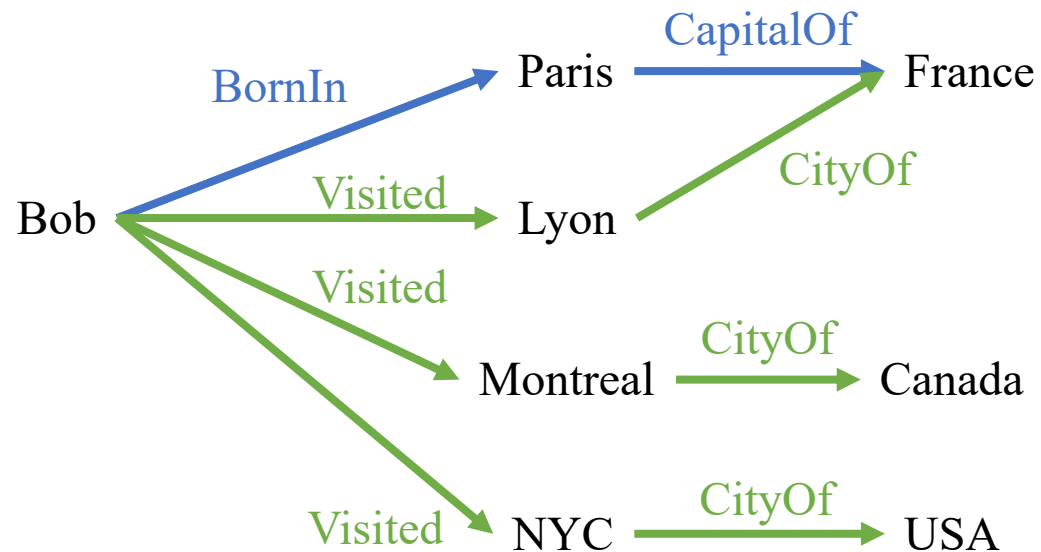 CapitalOf
Paris
France
BornIn
CityOf
Visited
Bob
Lyon
Visited
CityOf
Montreal
Canada
CityOf
Visited
NYC
USA